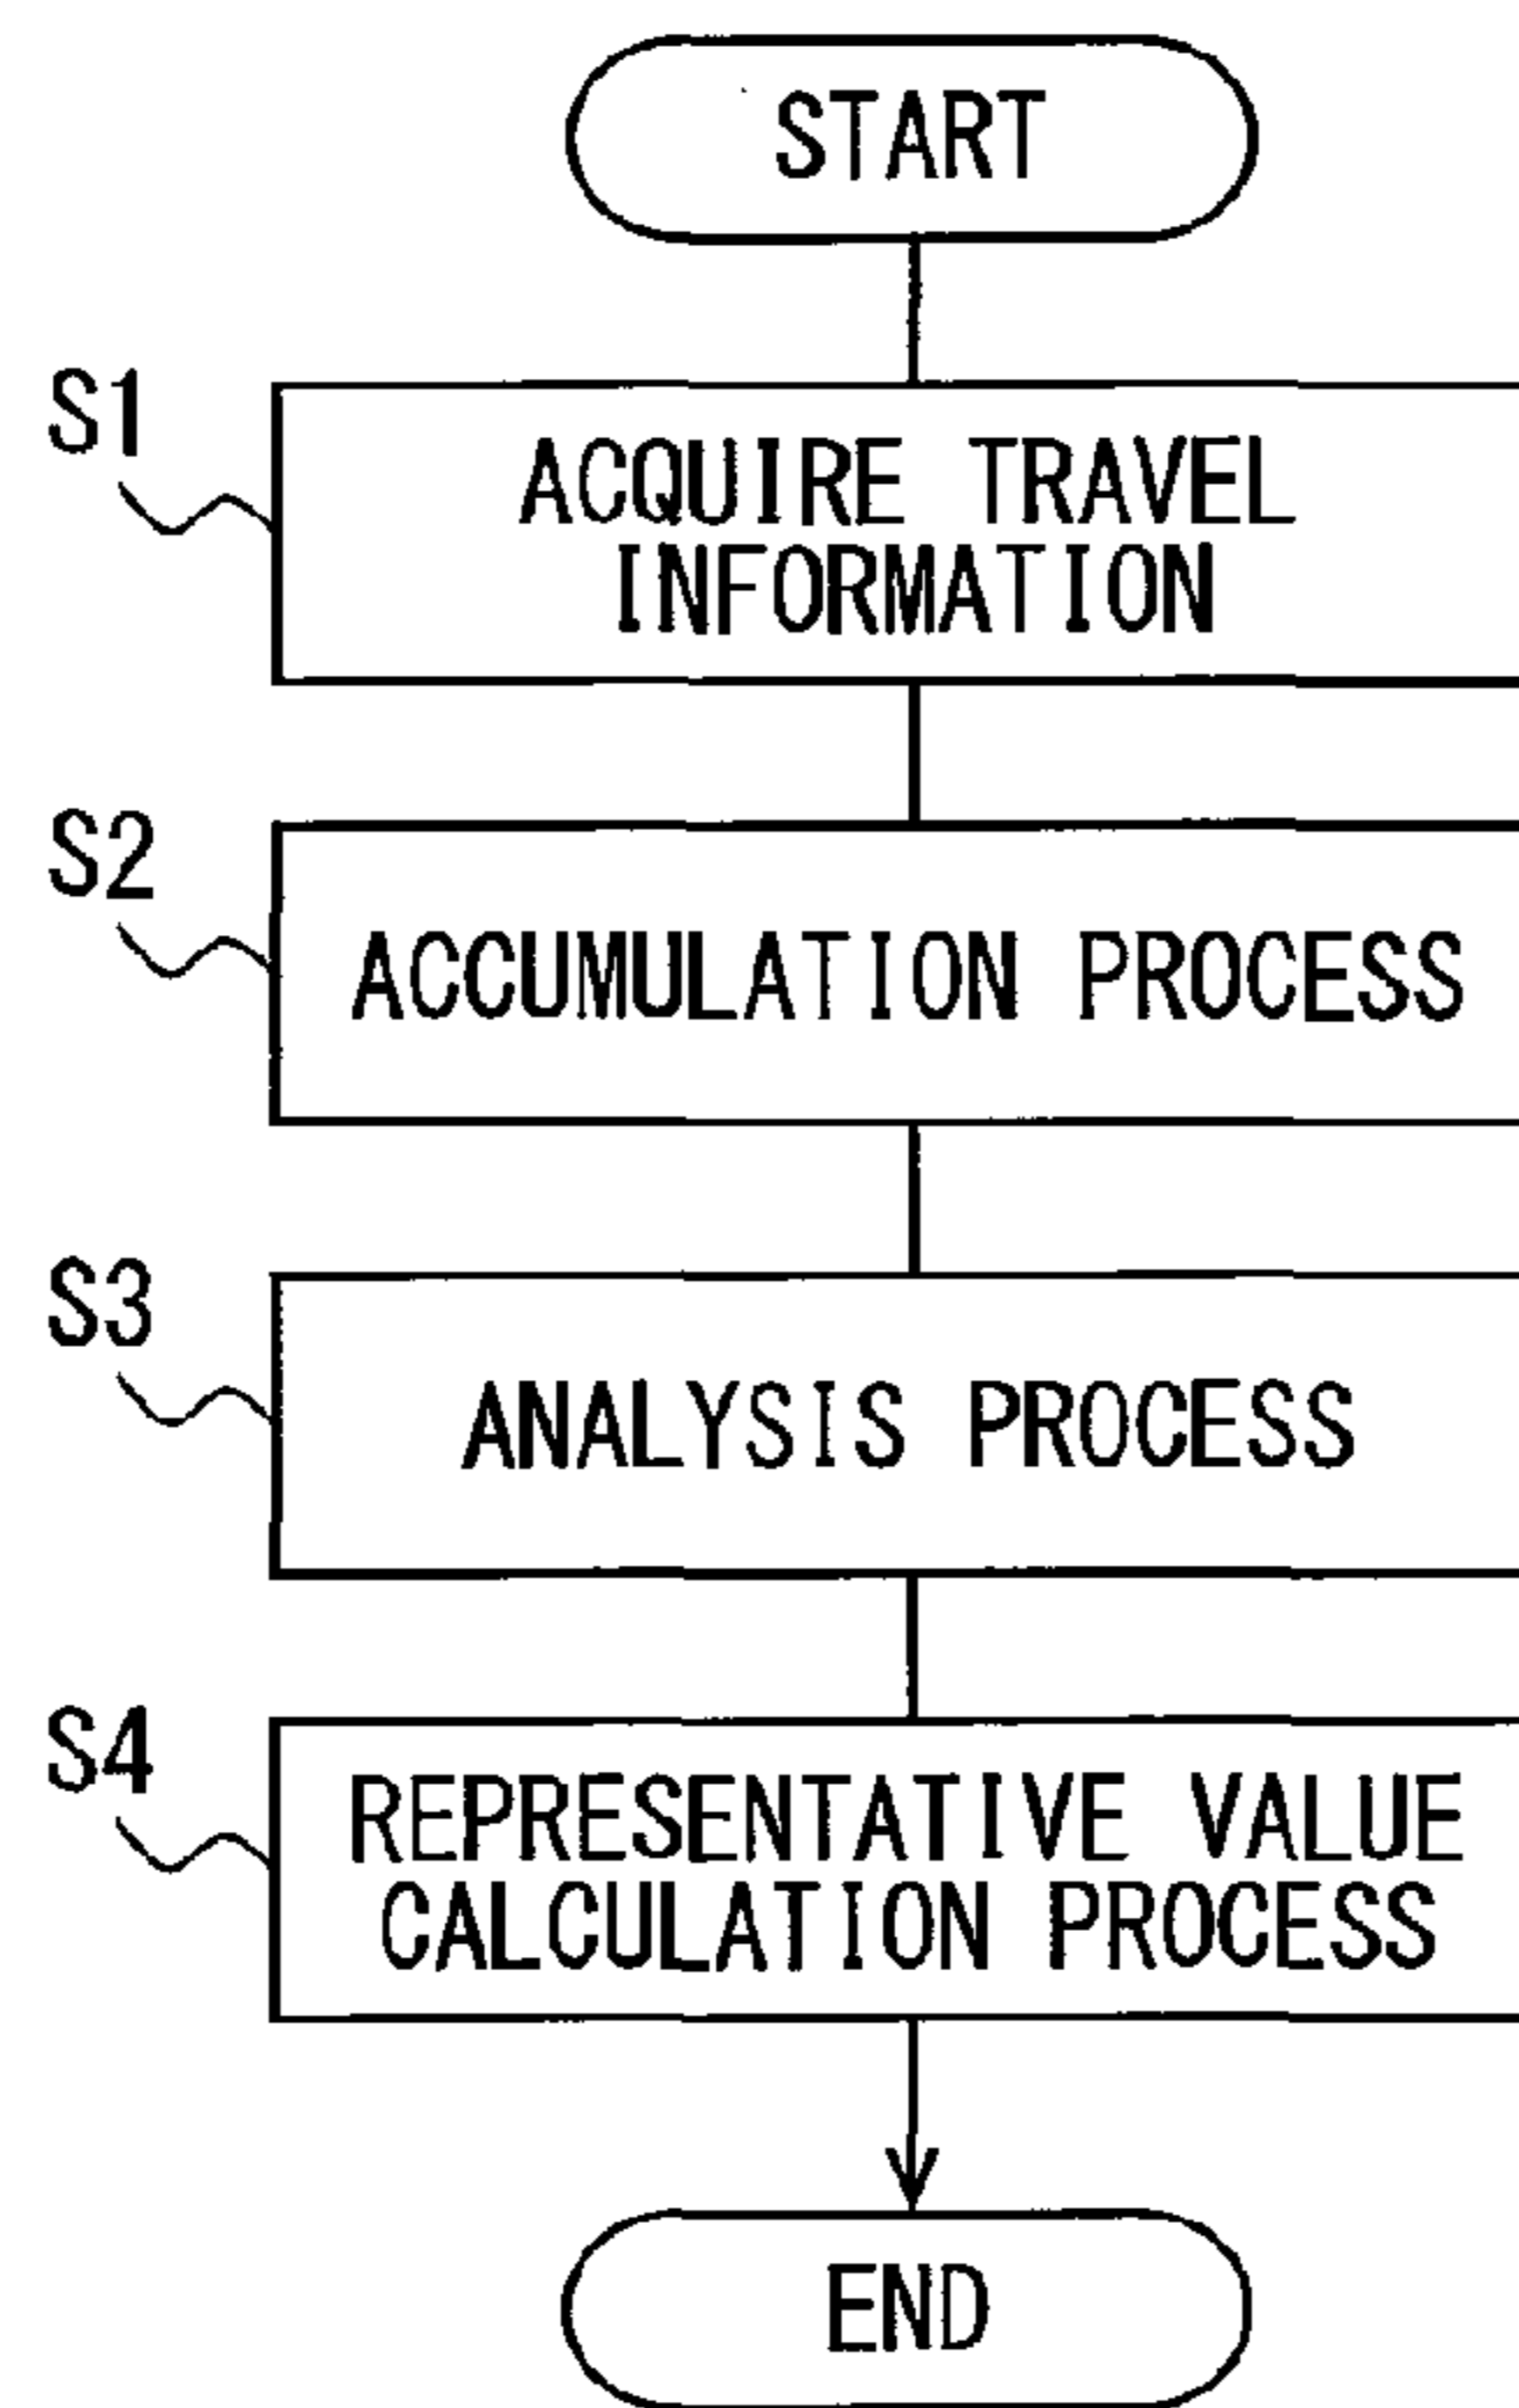 START
S1
ACQUIRE TRAVEL
INFORMATION
S2
ACCUMULATION PROCESS
S3
ANALYSIS PROCESS
S4
REPRESENTATIVE VALUE
CALCULATION PROCESS
END